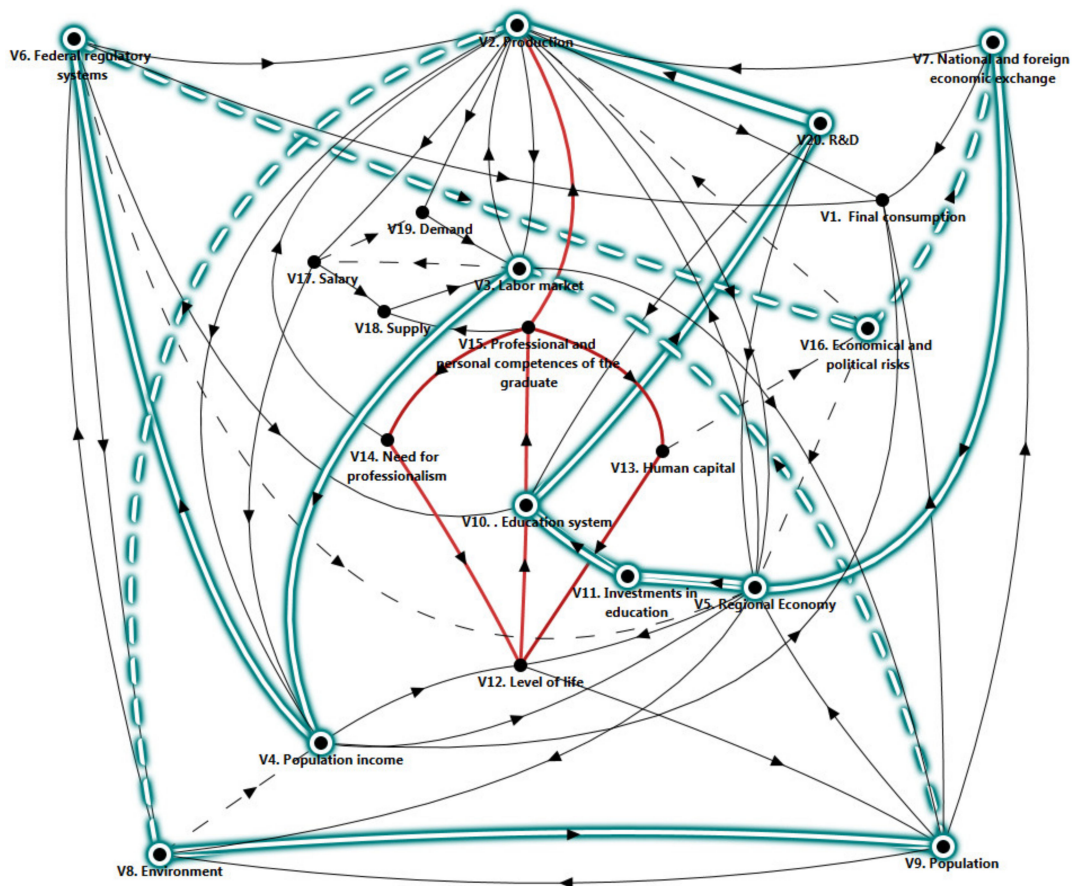 V6. Federal regulatory
systems
V2. Production
V7. National and foreign
economic exchange
V20. R&D
V1. Final consumption
V19. Demand
V17. Salary
V3. Labor market
V18. Supply
V16. Economical and
political risks
V15. Professional and
personal competences of the
graduate
V14. Need for
professionalism
V13. Human capital
V10. . Education system
V11. Investments in
education
V5. Regional Economy
V12. Level of life
V4. Population income
V8. Environment
V9. Population